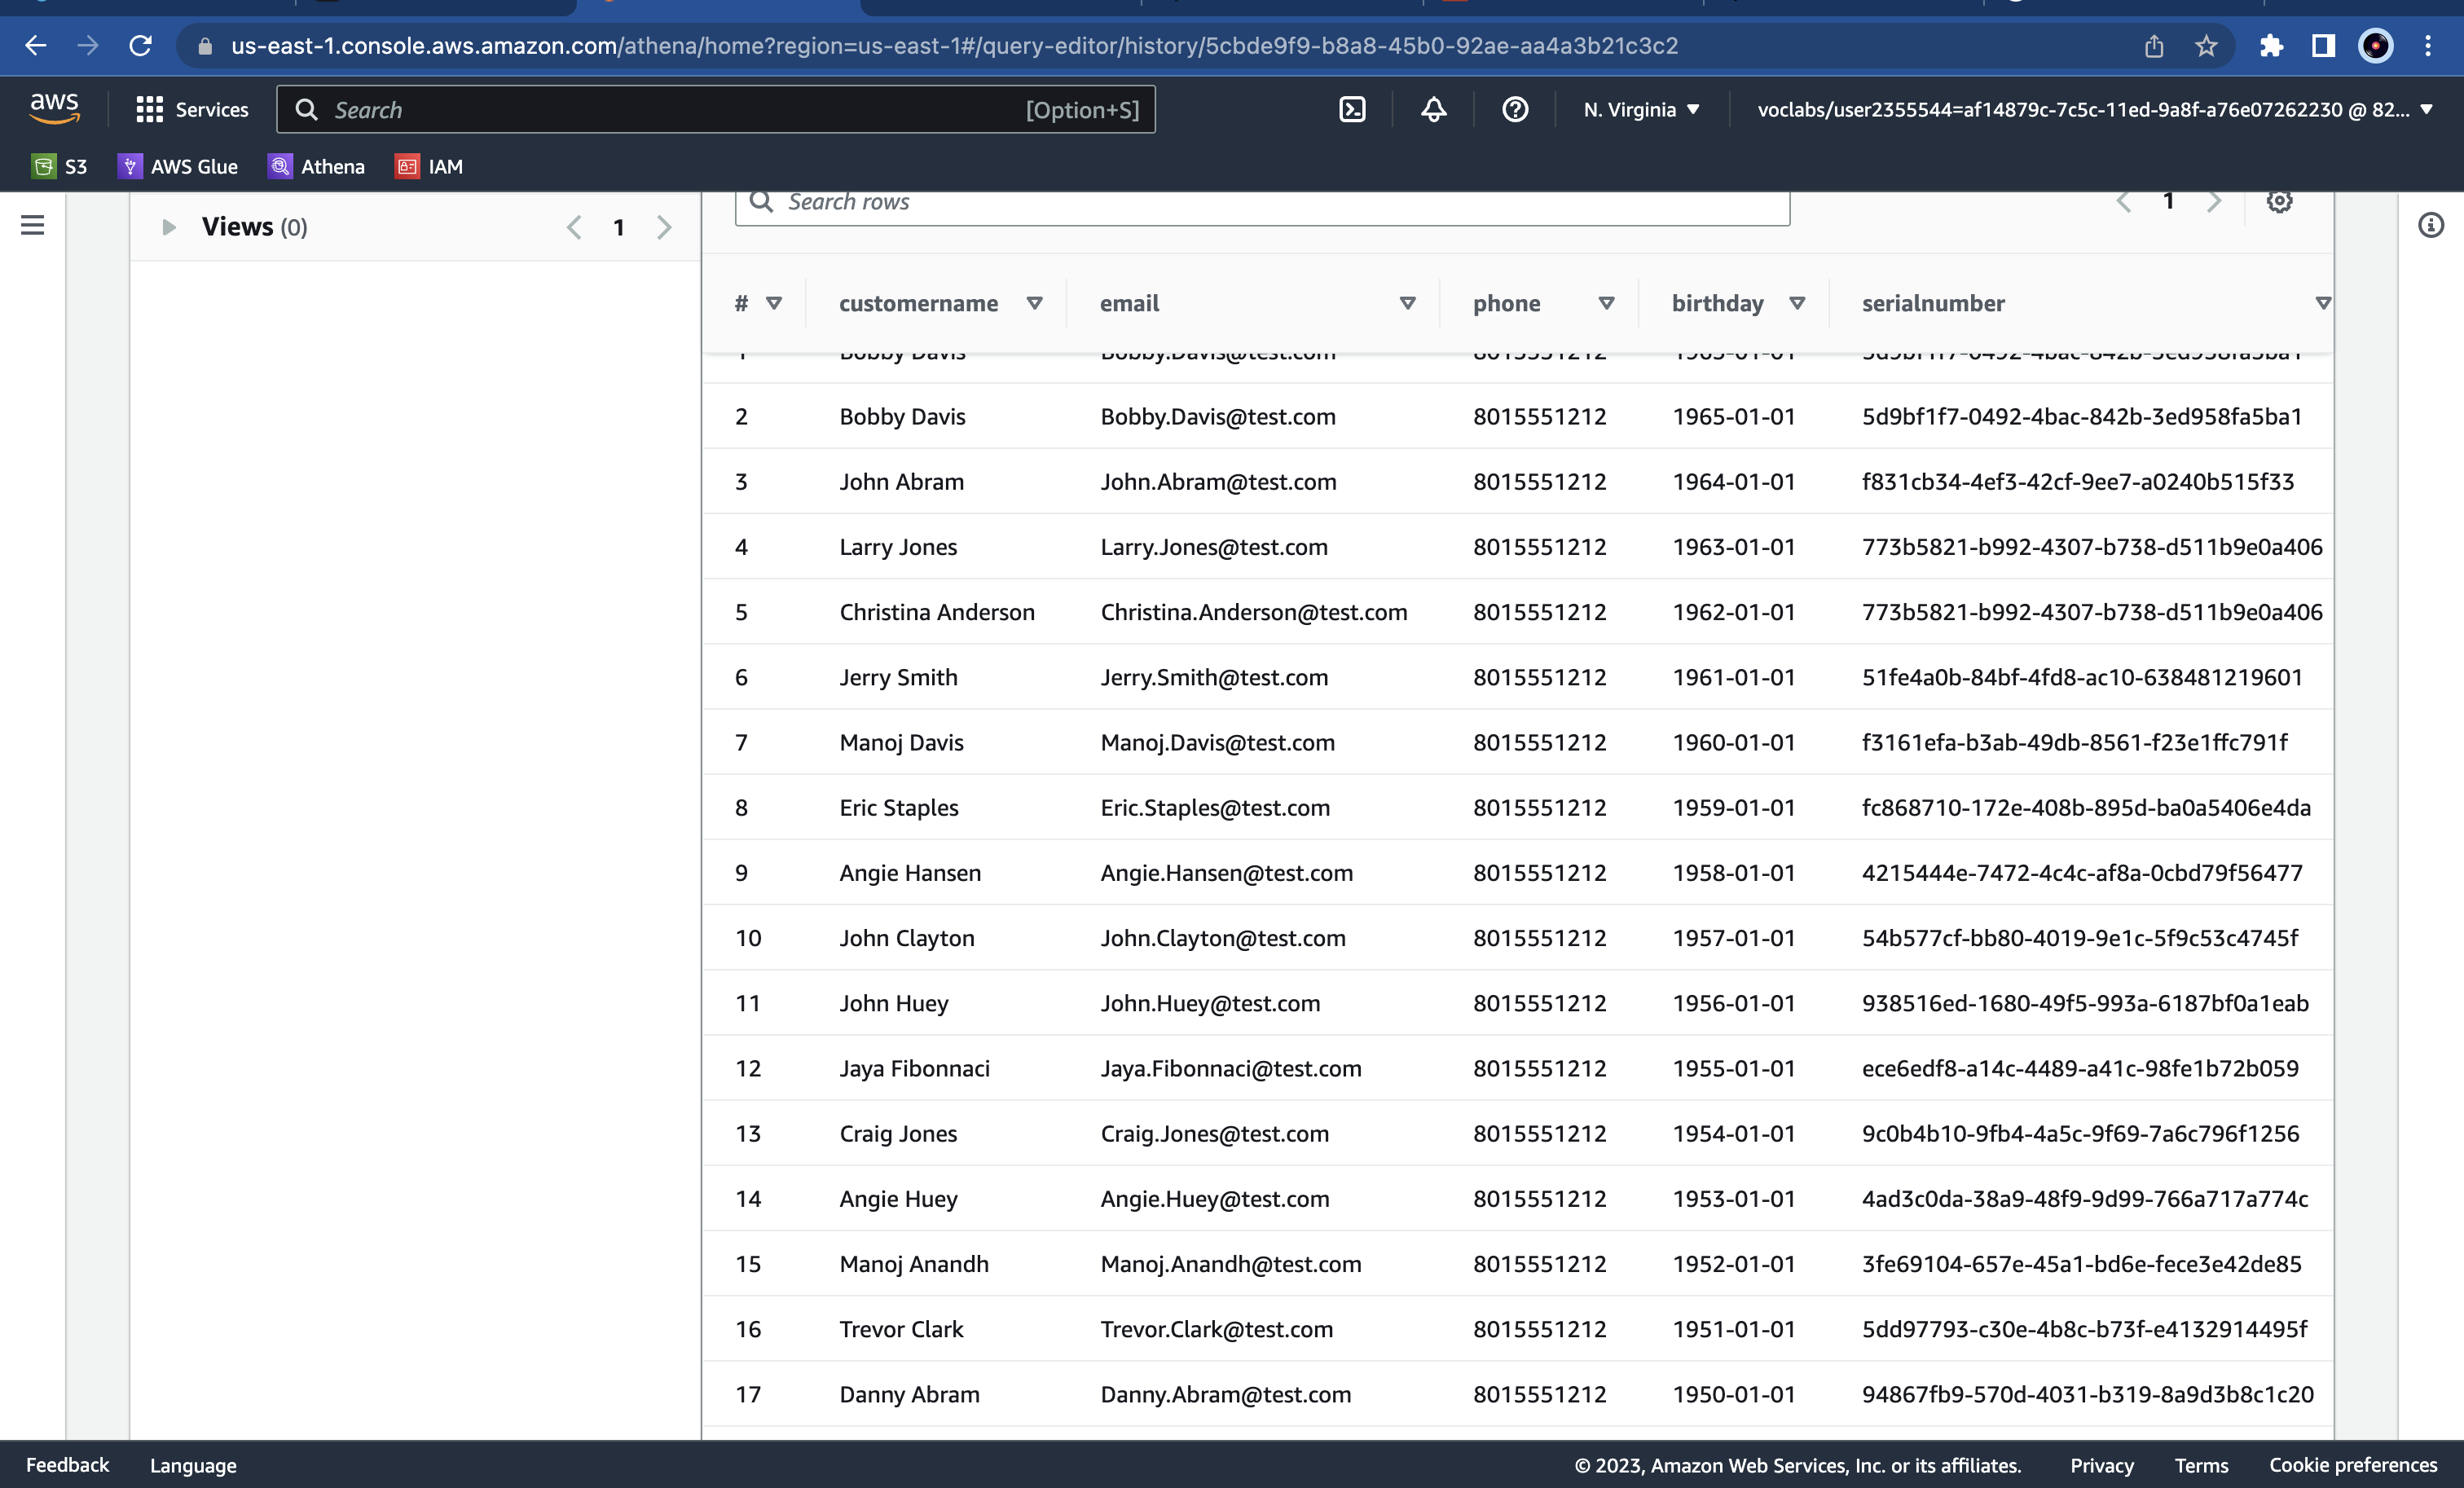 us-east-1.console.aws.amazon.com/athena/home?region=us-east-1#/query-editor/history/5cbde9f9-b8a8-45b0-92ae-aa4a3b21c3c2
aws Services Search [Option+S] N. Virginia voclabs/user2355544=af14879c-7c5c-11ed-9a8f-a76e07262230 @ 82...
S3 AWS Glue Athena IAM
Search rows 1
Views (0) 1
# customername email phone birthday serialnumber
1 Bobby Davis Bobby.Davis@test.com 8015551212 1965-01-01 5d9bf1f7-0492-4bac-842b-3ed958fa5ba1
2 Bobby Davis Bobby.Davis@test.com 8015551212 1965-01-01 5d9bf1f7-0492-4bac-842b-3ed958fa5ba1
3 John Abram John.Abram@test.com 8015551212 1964-01-01 f831cb34-4ef3-42cf-9ee7-a0240b515f33
4 Larry Jones Larry.Jones@test.com 8015551212 1963-01-01 773b5821-b992-4307-b738-d511b9e0a406
5 Christina Anderson Christina.Anderson@test.com 8015551212 1962-01-01 773b5821-b992-4307-b738-d511b9e0a406
6 Jerry Smith Jerry.Smith@test.com 8015551212 1961-01-01 51fe4a0b-84bf-4fd8-ac10-638481219601
7 Manoj Davis Manoj.Davis@test.com 8015551212 1960-01-01 f3161efa-b3ab-49db-8561-f23e1ffc791f
8 Eric Staples Eric.Staples@test.com 8015551212 1959-01-01 fc868710-172e-408b-895d-ba0a5406e4da
9 Angie Hansen Angie.Hansen@test.com 8015551212 1958-01-01 4215444e-7472-4c4c-af8a-0cbd79f56477
10 John Clayton John.Clayton@test.com 8015551212 1957-01-01 54b577cf-bb80-4019-9e1c-5f9c53c4745f
11 John Huey John.Huey@test.com 8015551212 1956-01-01 938516ed-1680-49f5-993a-6187bf0a1eab
12 Jaya Fibonnaci Jaya.Fibonnaci@test.com 8015551212 1955-01-01 ece6edf8-a14c-4489-a41c-98fe1b72b059
13 Craig Jones Craig.Jones@test.com 8015551212 1954-01-01 9c0b4b10-9fb4-4a5c-9f69-7a6c796f1256
14 Angie Huey Angie.Huey@test.com 8015551212 1953-01-01 4ad3c0da-38a9-48f9-9d99-766a717a774c
15 Manoj Anandh Manoj.Anandh@test.com 8015551212 1952-01-01 3fe69104-657e-45a1-bd6e-fece3e42de85
16 Trevor Clark Trevor.Clark@test.com 8015551212 1951-01-01 5dd97793-c30e-4b8c-b73f-e4132914495f
17 Danny Abram Danny.Abram@test.com 8015551212 1950-01-01 94867fb9-570d-4031-b319-8a9d3b8c1c20
Feedback Language © 2023, Amazon Web Services, Inc. or its affiliates. Privacy Terms Cookie preferences